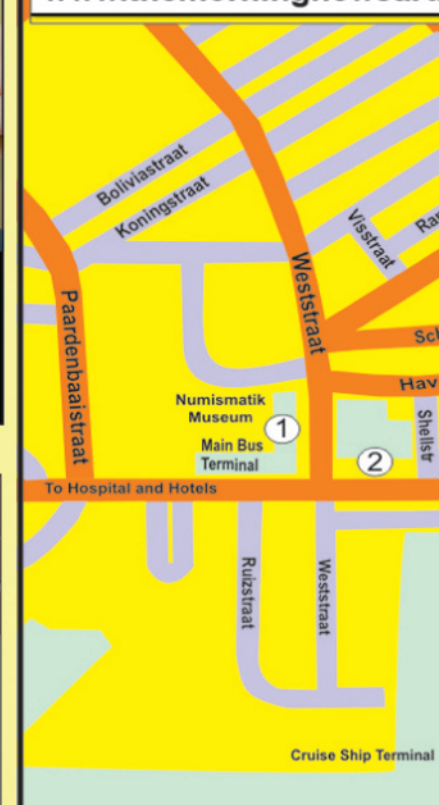 Boliviastraat
Koningstraat
Visstraat
Weststraat
Paardenbaaistraat
Numismatik
Museum
1
Main Bus
Terminal
2
Shellstr
To Hospital and Hotels
Ruizstraat
Weststraat
Cruise Ship Terminal